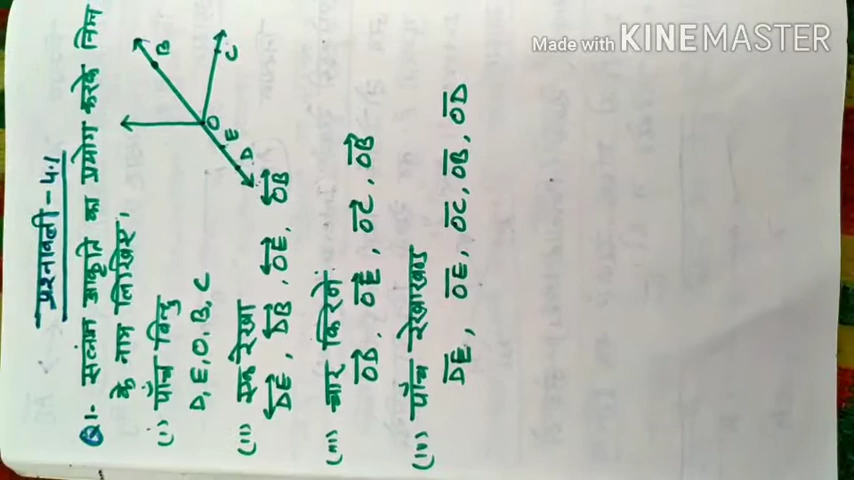 प्रश्नावली - 4.1
Q1- सलंग्न आकृति का प्रयोग करके निम्न
के नाम लिखिए।
B
C
O
E
D
(i) पाँच बिन्दु
D, E, O, B, C
(ii) एक रेखा
DE, DB, OE, OB
(iii) चार किरणें
OD, OE, OC, OB
(iv) पाँच रेखाखण्ड
DE, OE, OC, OB, OD
Made with KINEMASTER